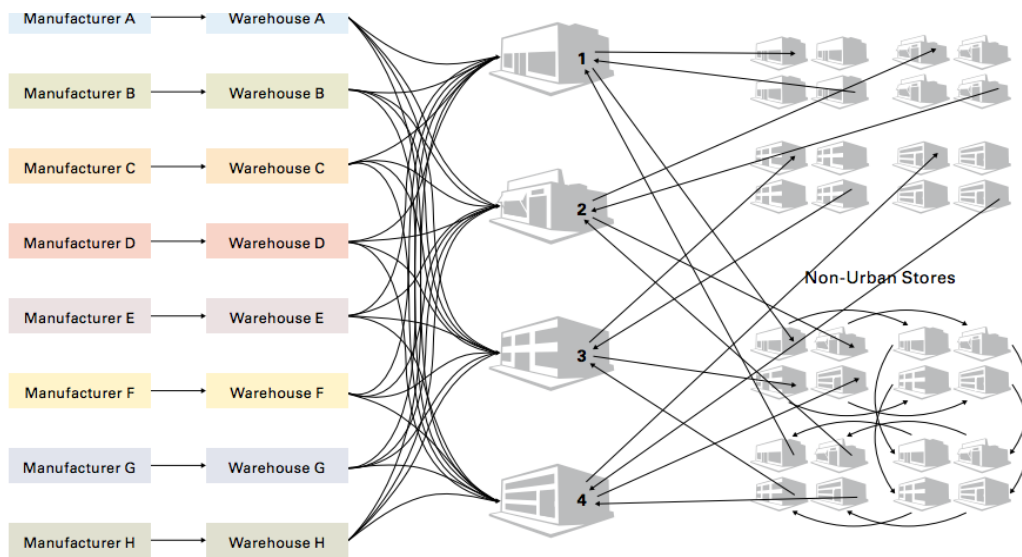 Manufacturer A
Warehouse A
1
Manufacturer B
Warehouse B
Manufacturer C
Warehouse C
2
Manufacturer D
Warehouse D
Non-Urban Stores
Manufacturer E
Warehouse E
3
Manufacturer F
Warehouse F
Manufacturer G
Warehouse G
4
Manufacturer H
Warehouse H